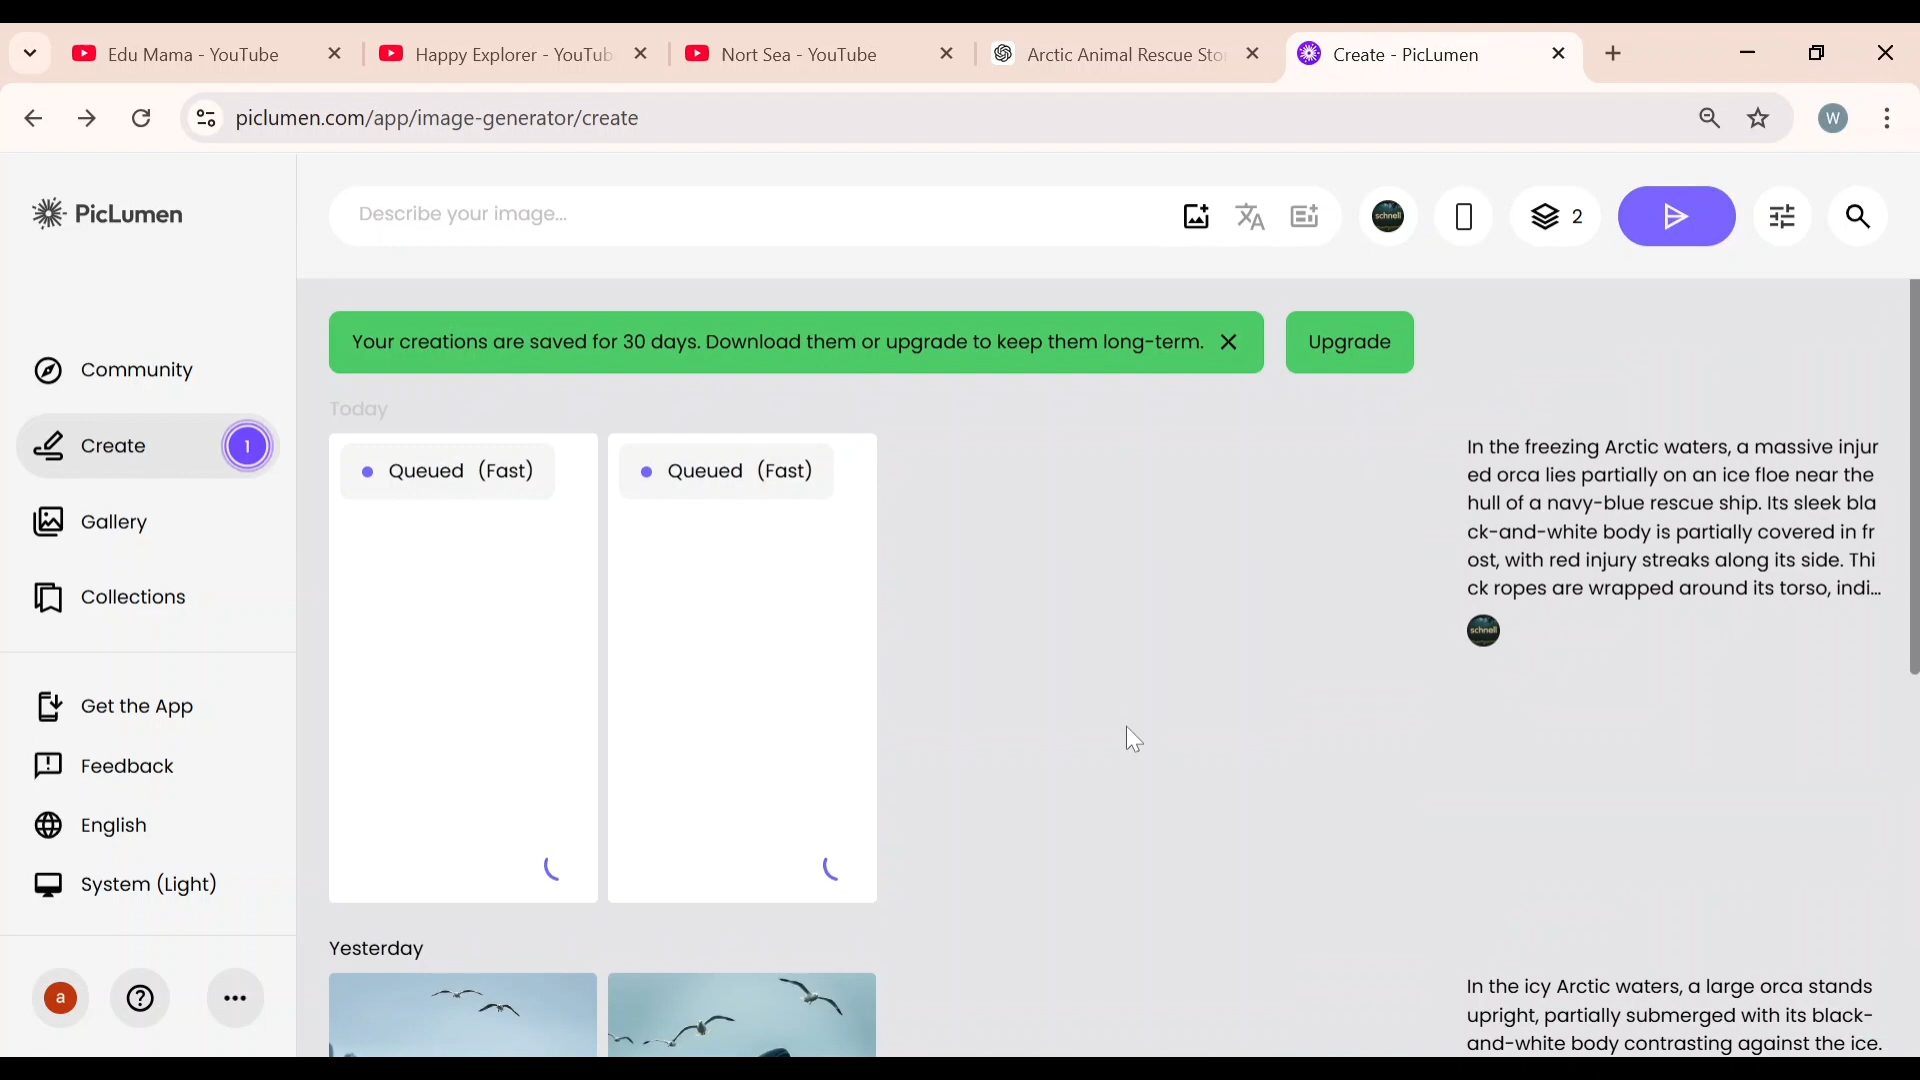 Edu Mama - YouTube
Happy Explorer - YouTub
Nort Sea - YouTube
Arctic Animal Rescue Stor
Create - PicLumen
piclumen.com/app/image-generator/create
W
PicLumen
Describe your image...
schnell
2
Your creations are saved for 30 days. Download them or upgrade to keep them long-term.
Upgrade
Community
Create
1
Gallery
Collections
Get the App
Feedback
English
System (Light)
a
Today
Queued (Fast)
Queued (Fast)
In the freezing Arctic waters, a massive injur
ed orca lies partially on an ice floe near the
hull of a navy-blue rescue ship. Its sleek bla
ck-and-white body is partially covered in fr
ost, with red injury streaks along its side. Thi
ck ropes are wrapped around its torso, indi...
schnell
Yesterday
In the icy Arctic waters, a large orca stands
upright, partially submerged with its black-
and-white body contrasting against the ice.